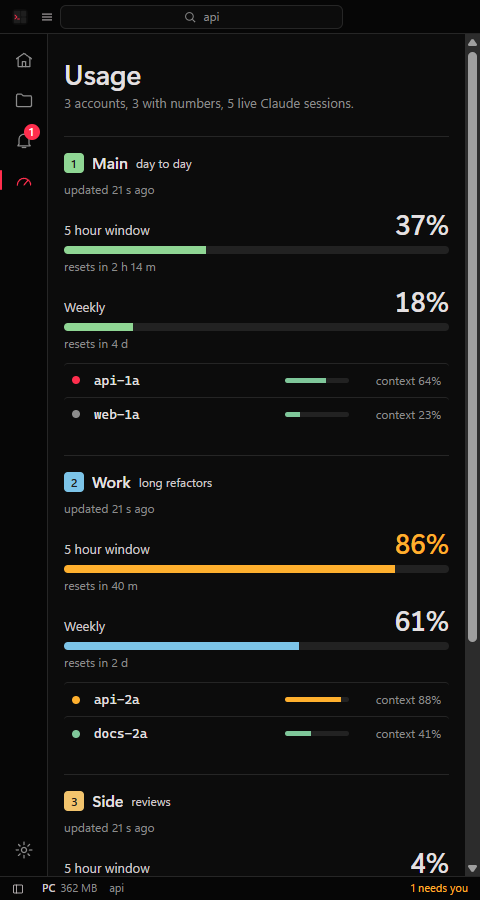 api
Usage
3 accounts, 3 with numbers, 5 live Claude sessions.
1
1 Main day to day
updated 21 s ago
5 hour window 37%
resets in 2 h 14 m
Weekly 18%
resets in 4 d
api-1a context 64%
web-1a context 23%
2 Work long refactors
updated 21 s ago
5 hour window 86%
resets in 40 m
Weekly 61%
resets in 2 d
api-2a context 88%
docs-2a context 41%
3 Side reviews
updated 21 s ago
5 hour window 4%
PC 362 MB api 1 needs you